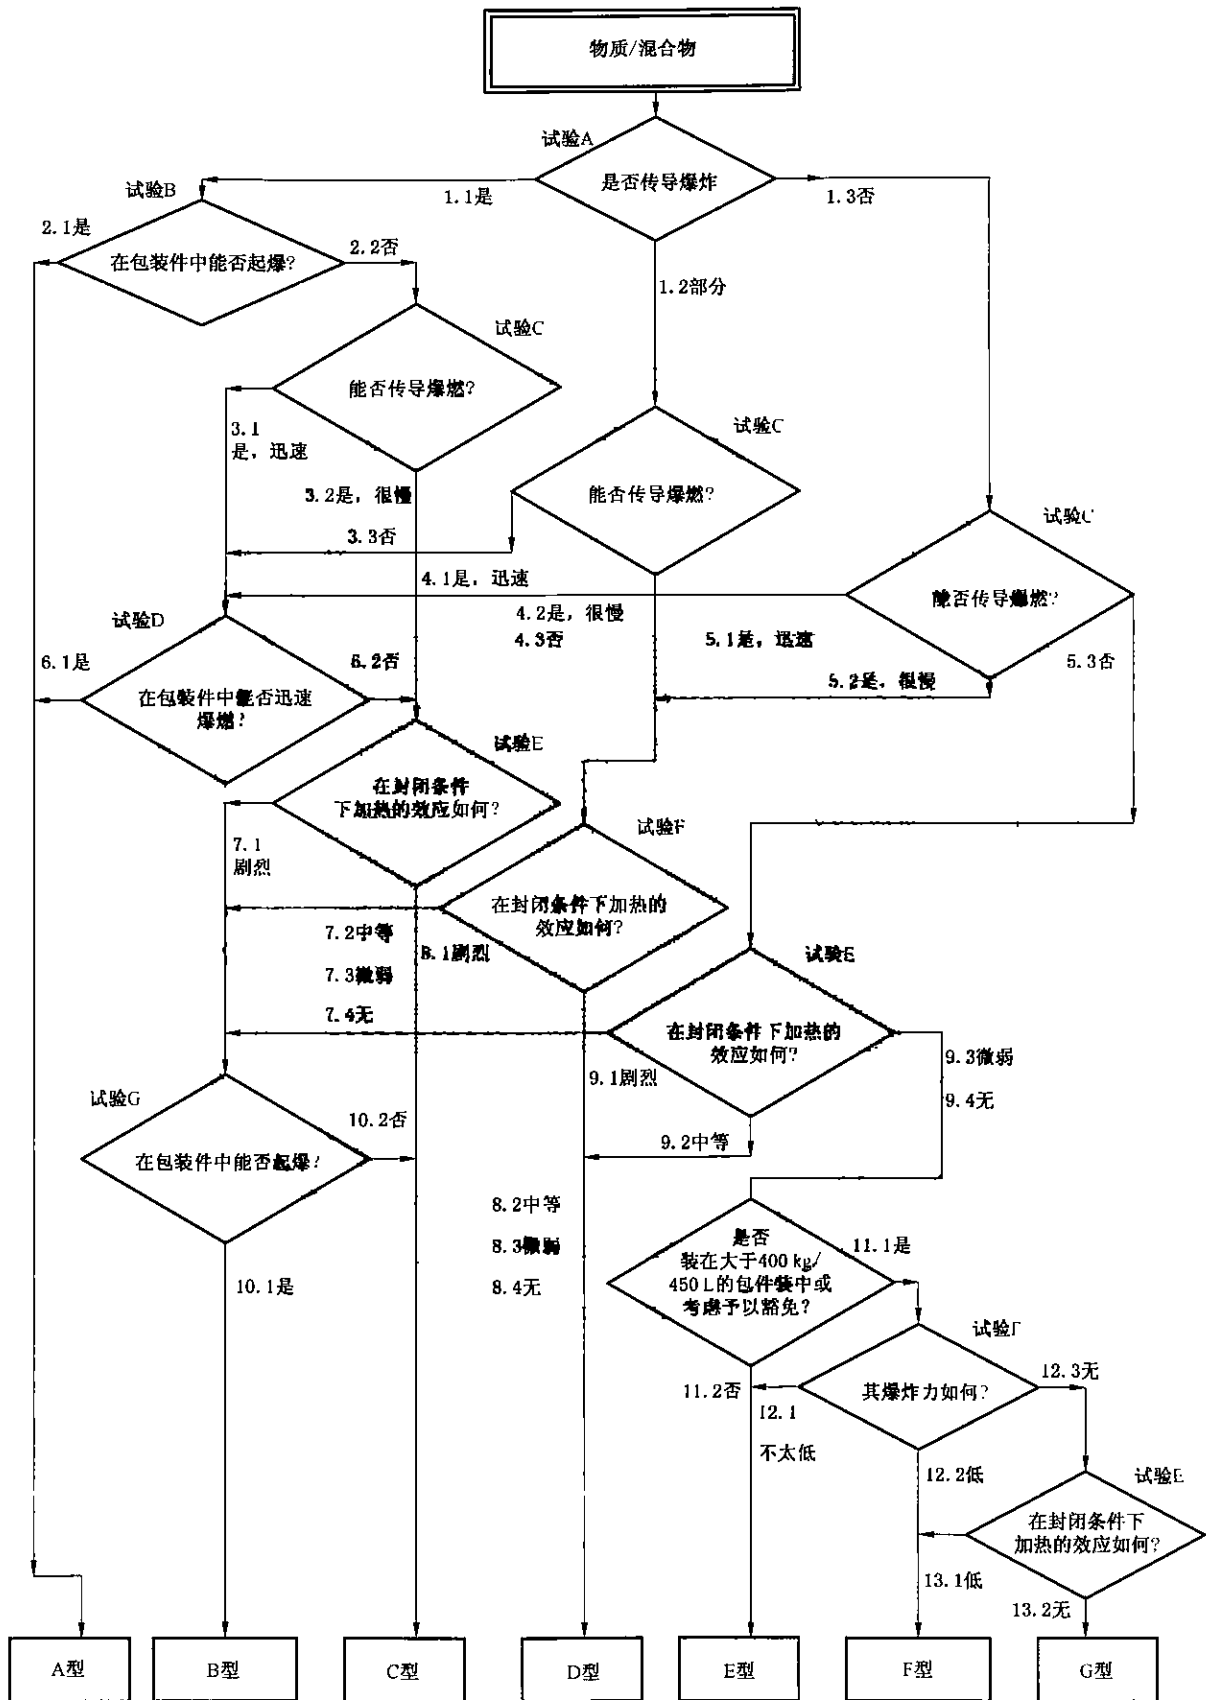 物质/混合物
试验A
是否传导爆炸
1.1是
1.3否
试验B
2.1是
2.2否
在包装件中能否起爆?
1.2部分
试验C
能否传导爆燃?
3.1
是，迅速
试验C
3.2是，很慢
能否传导爆燃?
3.3否
试验C
4.1是，迅速
能否传导爆燃?
4.2是，很慢
4.3否
试验D
5.1是，迅速
5.3否
6.1是
6.2否
5.2是，很慢
在包装件中能否迅速
爆燃?
试验E
在封闭条件
下加热的效应如何?
7.1
剧烈
在封闭条件下加热的
效应如何?
7.2中等
8.1剧烈
试验E
7.3微弱
7.4无
在封闭条件下加热的
效应如何?
9.3微弱
9.1剧烈
9.4无
试验G
10.2否
9.2中等
在包装件中能否起爆?
8.2中等
8.3微弱
8.4无
是否
装在大于400 kg/
450 L的包件装中或
考虑予以豁免?
11.1是
10.1是
试验
12.3无
11.2否
其爆炸力如何?
12.1
不太低
12.2低
试验E
在封闭条件下
加热的效应如何?
13.1低
13.2无
A型
B型
C型
D型
E型
F型
G型